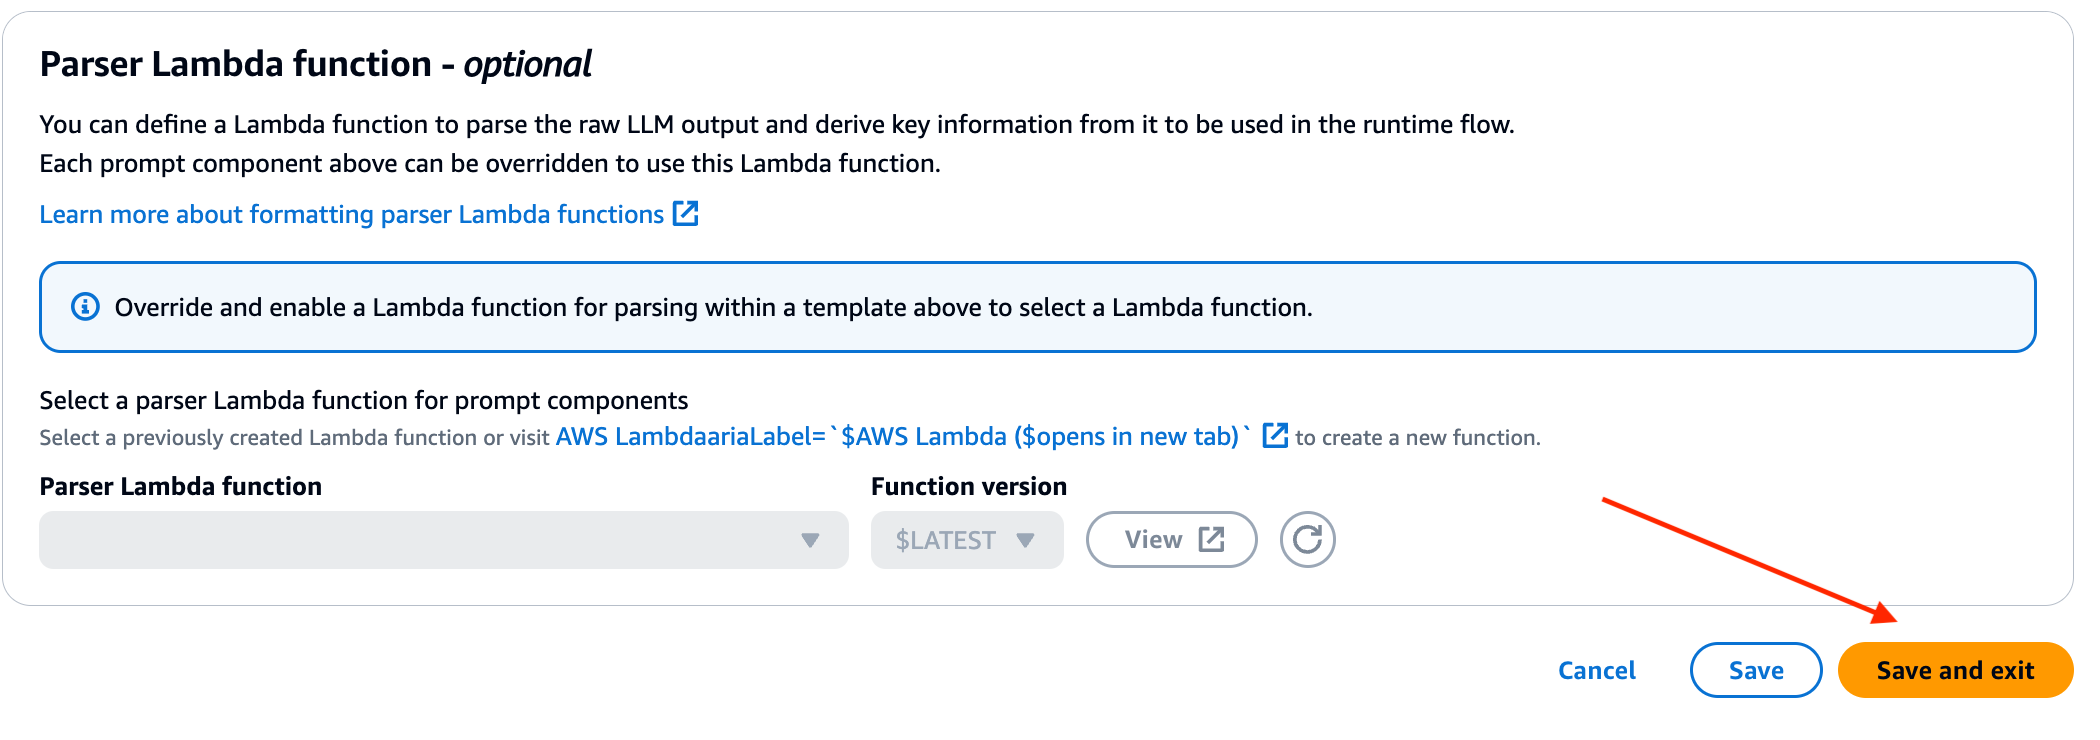 Parser Lambda function - optional
You can define a Lambda function to parse the raw LLM output and derive key information from it to be used in the runtime flow.
Each prompt component above can be overridden to use this Lambda function.
Learn more about formatting parser Lambda functions
Override and enable a Lambda function for parsing within a template above to select a Lambda function.
Select a parser Lambda function for prompt components
Select a previously created Lambda function or visit AWS LambdaariaLabel=`$AWS Lambda ($opens in new tab)` to create a new function.
Parser Lambda function Function version
$LATEST View
Cancel Save Save and exit